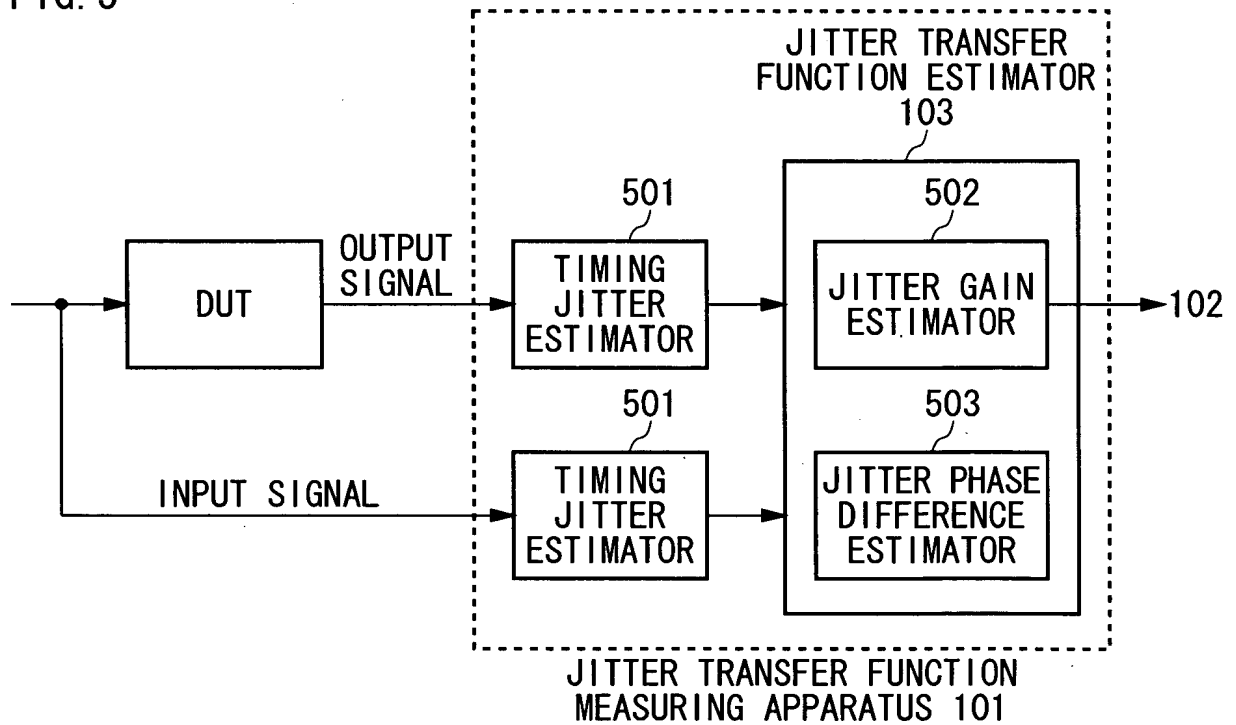 JITTER TRANSFER
FUNCTION ESTIMATOR
103
501
502
OUTPUT
SIGNAL
DUT
TIMING
JITTER
ESTIMATOR
JITTER GAIN
ESTIMATOR
102
501
503
INPUT SIGNAL
TIMING
JITTER
ESTIMATOR
JITTER PHASE
DIFFERENCE
ESTIMATOR
JITTER TRANSFER FUNCTION
MEASURING APPARATUS 101